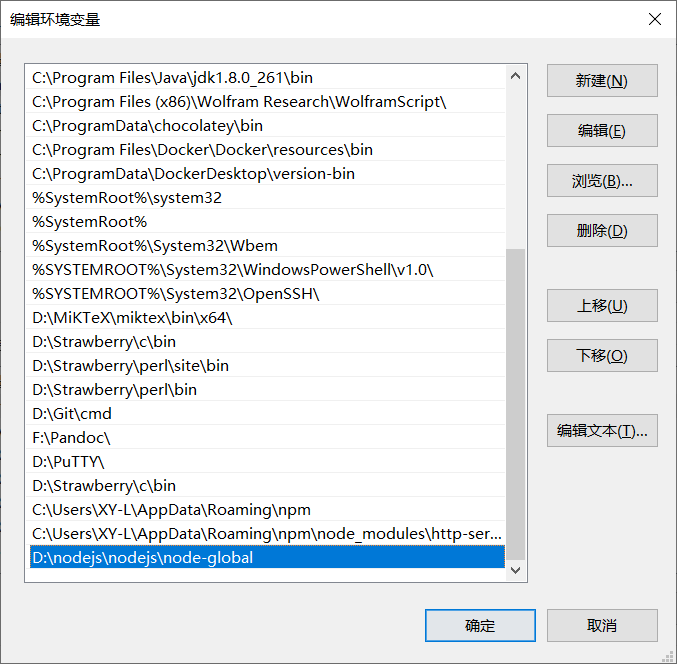 编辑环境变量
C:\Program Files\Java\jdk1.8.0_261\bin
C:\Program Files (x86)\Wolfram Research\WolframScript\
C:\ProgramData\chocolatey\bin
C:\Program Files\Docker\Docker\resources\bin
C:\ProgramData\DockerDesktop\version-bin
%SystemRoot%\system32
%SystemRoot%
%SystemRoot%\System32\Wbem
%SYSTEMROOT%\System32\WindowsPowerShell\v1.0\
%SYSTEMROOT%\System32\OpenSSH\
D:\MiKTeX\miktex\bin\x64\
D:\Strawberry\c\bin
D:\Strawberry\perl\site\bin
D:\Strawberry\perl\bin
D:\Git\cmd
F:\Pandoc\
D:\PuTTY\
D:\Strawberry\c\bin
C:\Users\XY-L\AppData\Roaming\npm
C:\Users\XY-L\AppData\Roaming\npm\node_modules\http-ser...
D:\nodejs\nodejs\node-global
新建(N)
编辑(E)
浏览(B)...
删除(D)
上移(U)
下移(O)
编辑文本(T)...
确定
取消